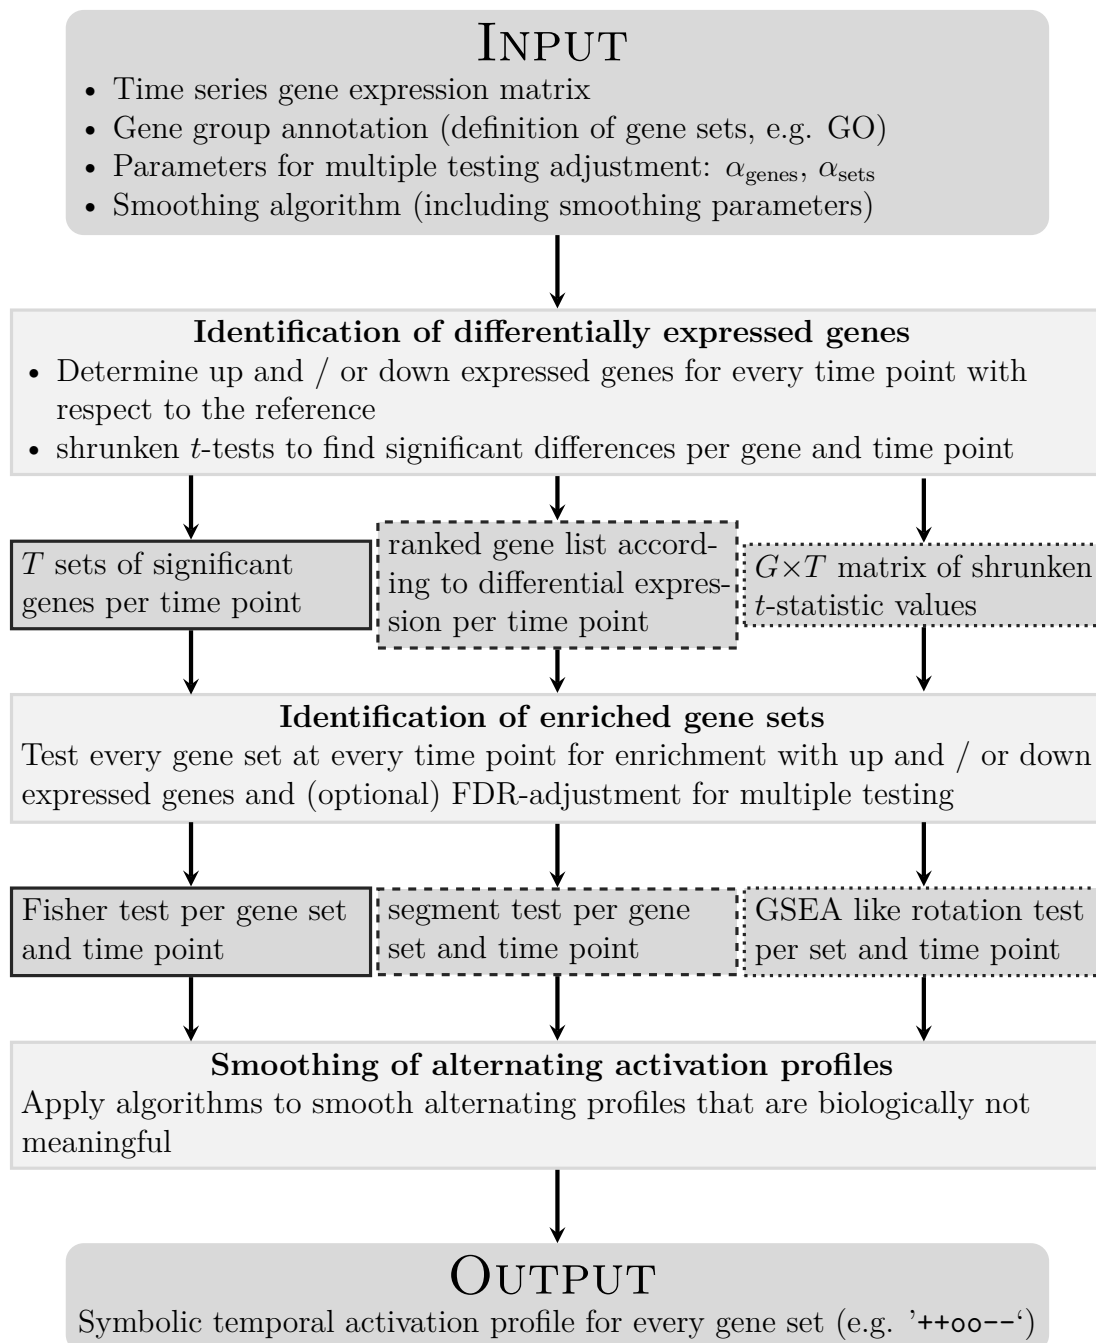 INPUT
• Time series gene expression matrix
• Gene group annotation (definition of gene sets, e.g. GO)
• Parameters for multiple testing adjustment: α_genes, α_sets
• Smoothing algorithm (including smoothing parameters)
Identification of differentially expressed genes
• Determine up and / or down expressed genes for every time point with
respect to the reference
• shrunken t-tests to find significant differences per gene and time point
T sets of significant
genes per time point
ranked gene list accord-
ing to differential expres-
sion per time point
G×T matrix of shrunken
t-statistic values
Identification of enriched gene sets
Test every gene set at every time point for enrichment with up and / or down
expressed genes and (optional) FDR-adjustment for multiple testing
Fisher test per gene set
and time point
segment test per gene
set and time point
GSEA like rotation test
per set and time point
Smoothing of alternating activation profiles
Apply algorithms to smooth alternating profiles that are biologically not
meaningful
OUTPUT
Symbolic temporal activation profile for every gene set (e.g. ’++oo--‘)